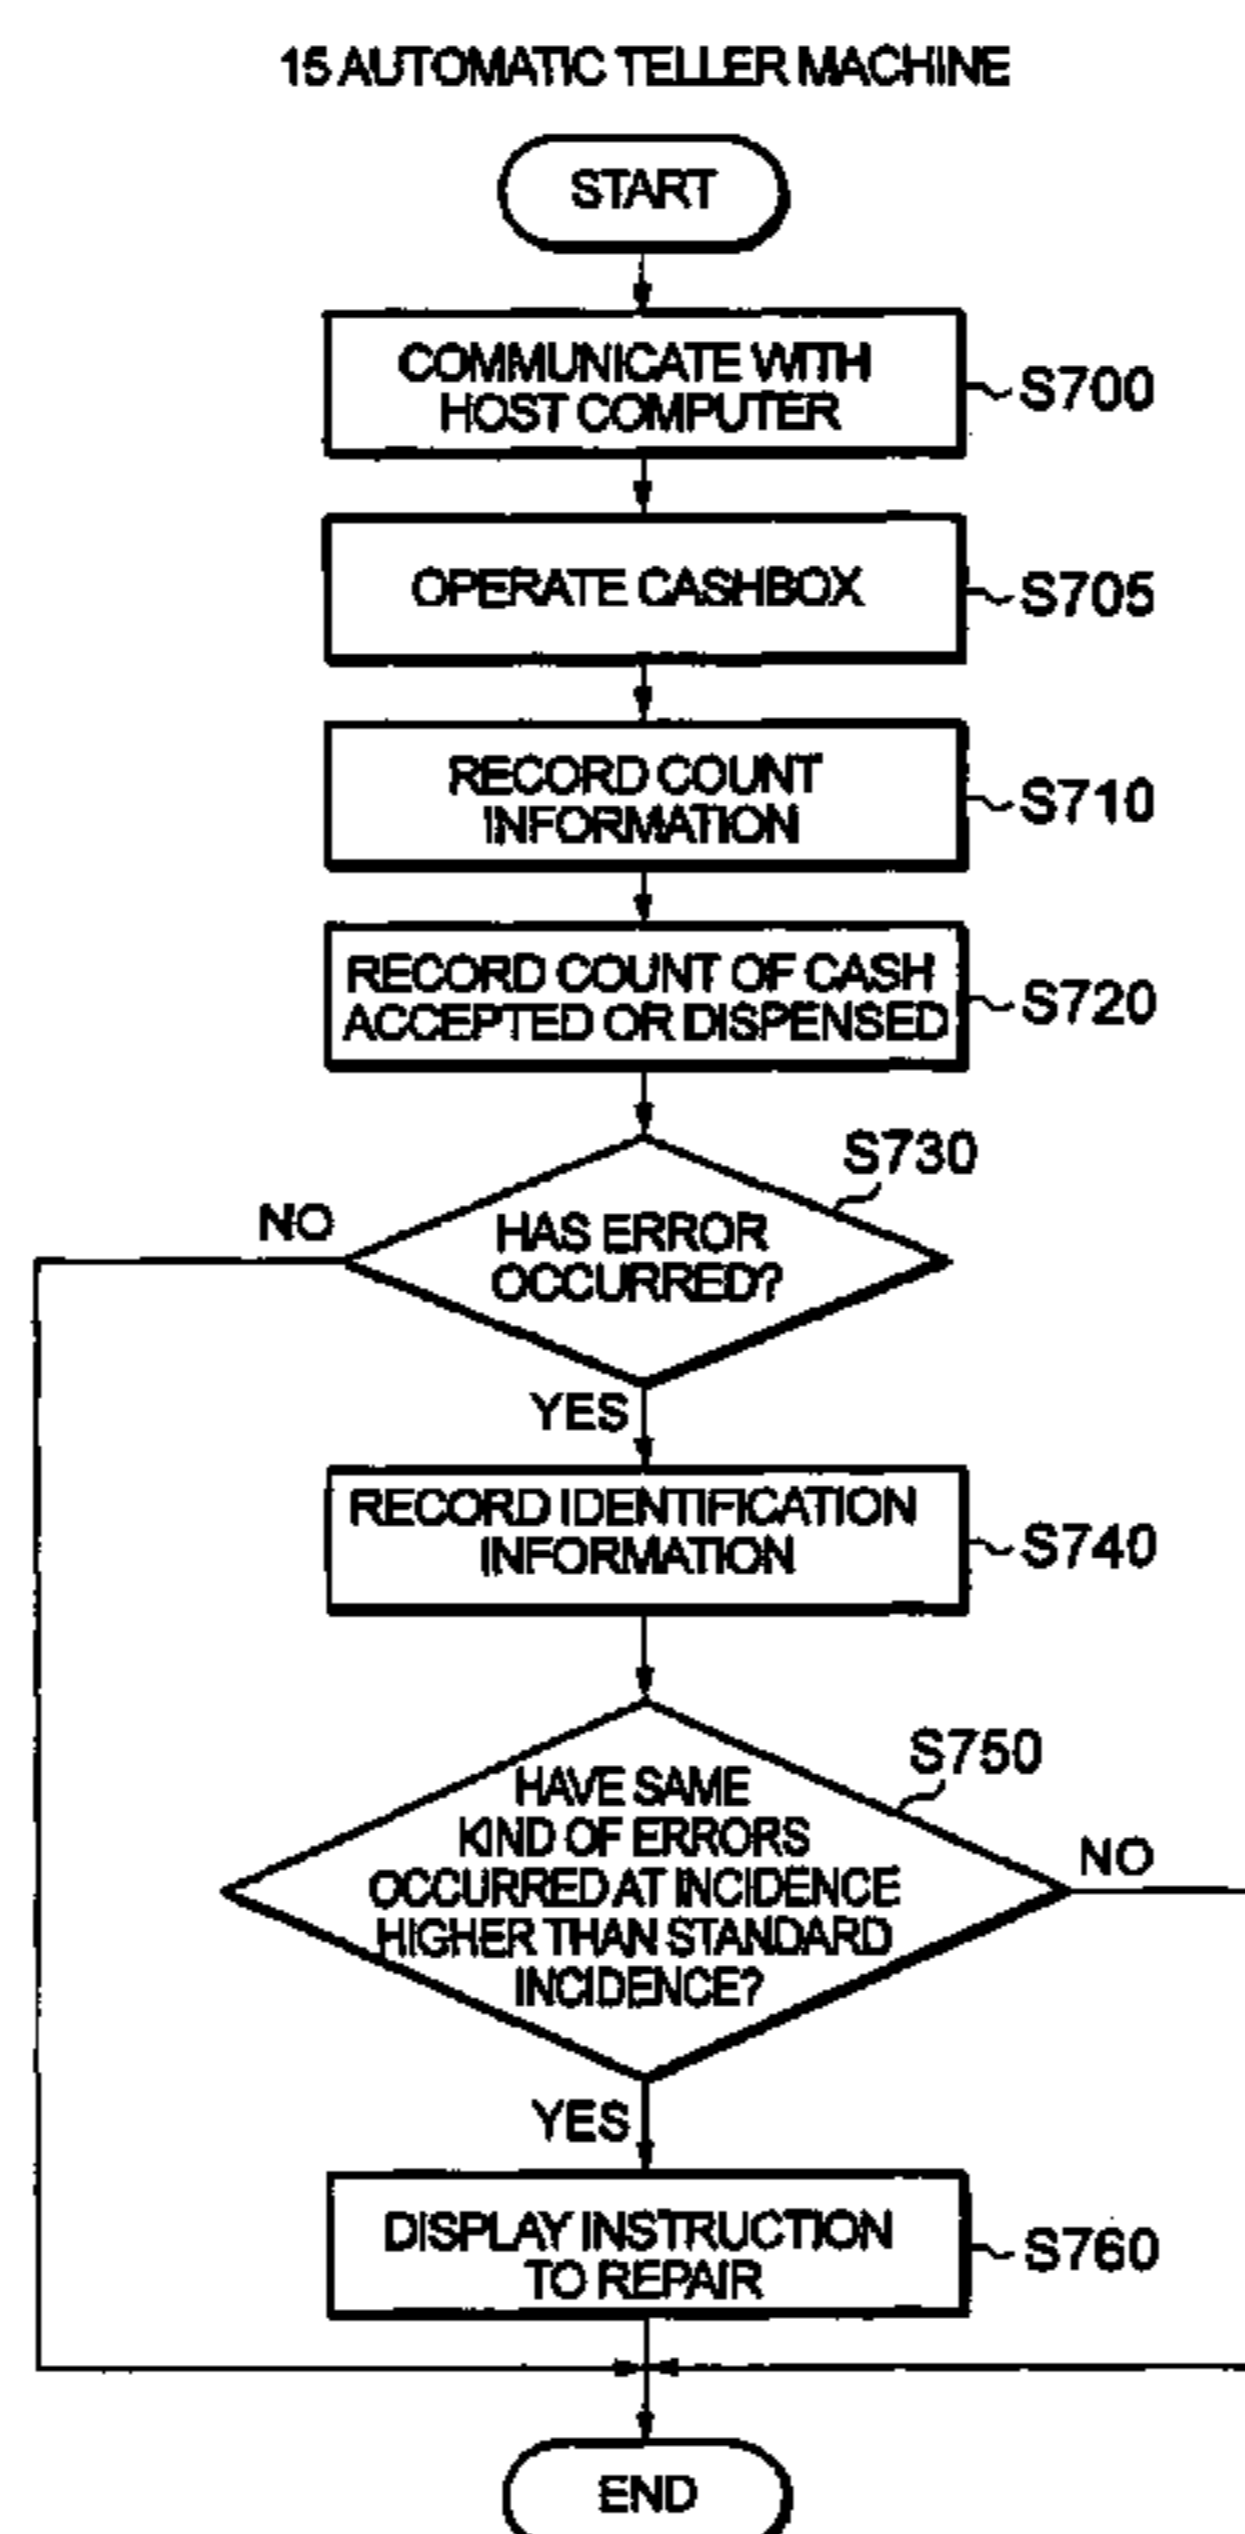 15 AUTOMATIC TELLER MACHINE
START
COMMUNICATE WITH
HOST COMPUTER
S700
OPERATE CASHBOX
S705
RECORD COUNT
INFORMATION
S710
RECORD COUNT OF CASH
ACCEPTED OR DISPENSED
S720
S730
NO
HAS ERROR
OCCURRED?
YES
RECORD IDENTIFICATION
INFORMATION
S740
S750
HAVE SAME
KIND OF ERRORS
OCCURRED AT INCIDENCE
HIGHER THAN STANDARD
INCIDENCE?
NO
YES
DISPLAY INSTRUCTION
TO REPAIR
S760
END